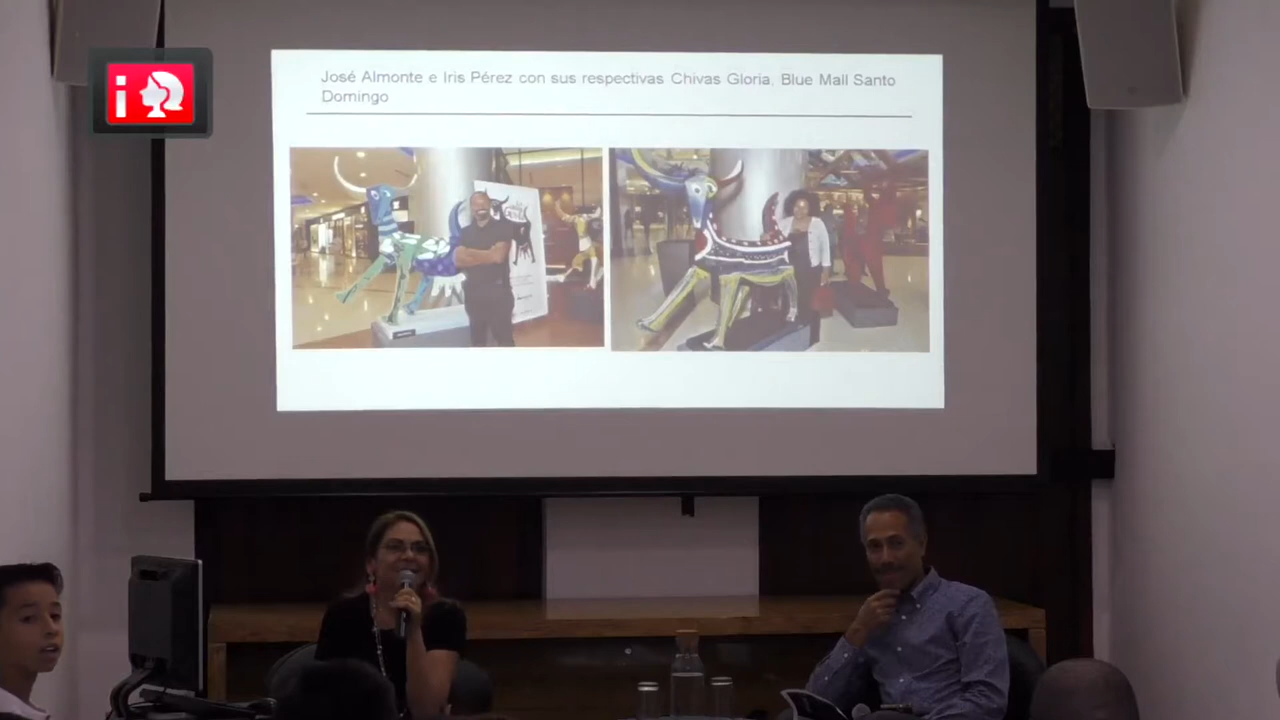 José Almonte e Iris Pérez con sus respectivas Chivas Gloria, Blue Mall Santo
Domingo
i